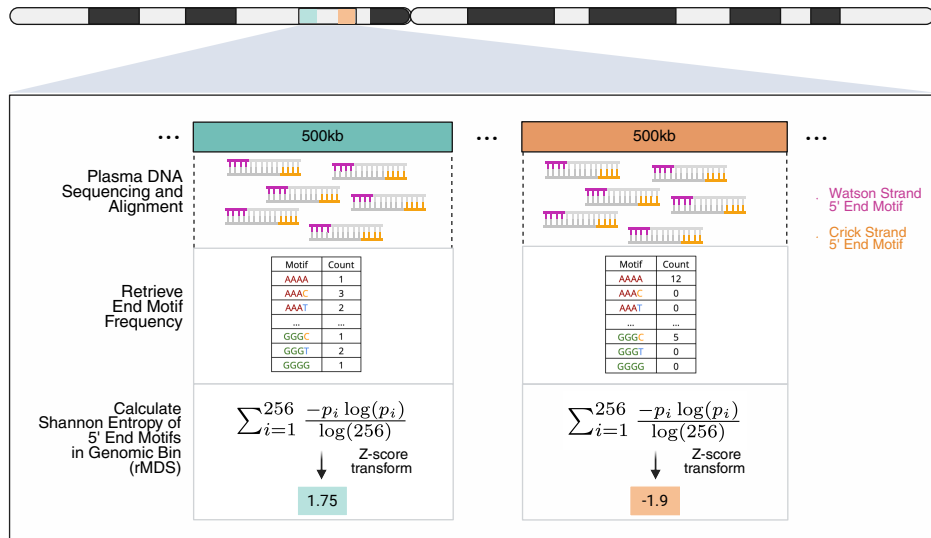 ... 500kb ... 500kb ...
Plasma DNA
Sequencing and
Alignment
Watson Strand
5' End Motif
Crick Strand
5' End Motif
Retrieve
End Motif
Frequency
Motif Count
AAAA 1
AAAC 3
AAAT 2
... ...
GGGC 1
GGGT 2
GGGG 1
Motif Count
AAAA 12
AAAC 0
AAAT 0
... ...
GGGC 5
GGGT 0
GGGG 0
Calculate
Shannon Entropy of
5' End Motifs
in Genomic Bin
(rMDS)
∑_{i=1}^{256} \frac{-p_i log(p_i)}{log(256)}
Z-score
transform
1.75
∑_{i=1}^{256} \frac{-p_i log(p_i)}{log(256)}
Z-score
transform
-1.9